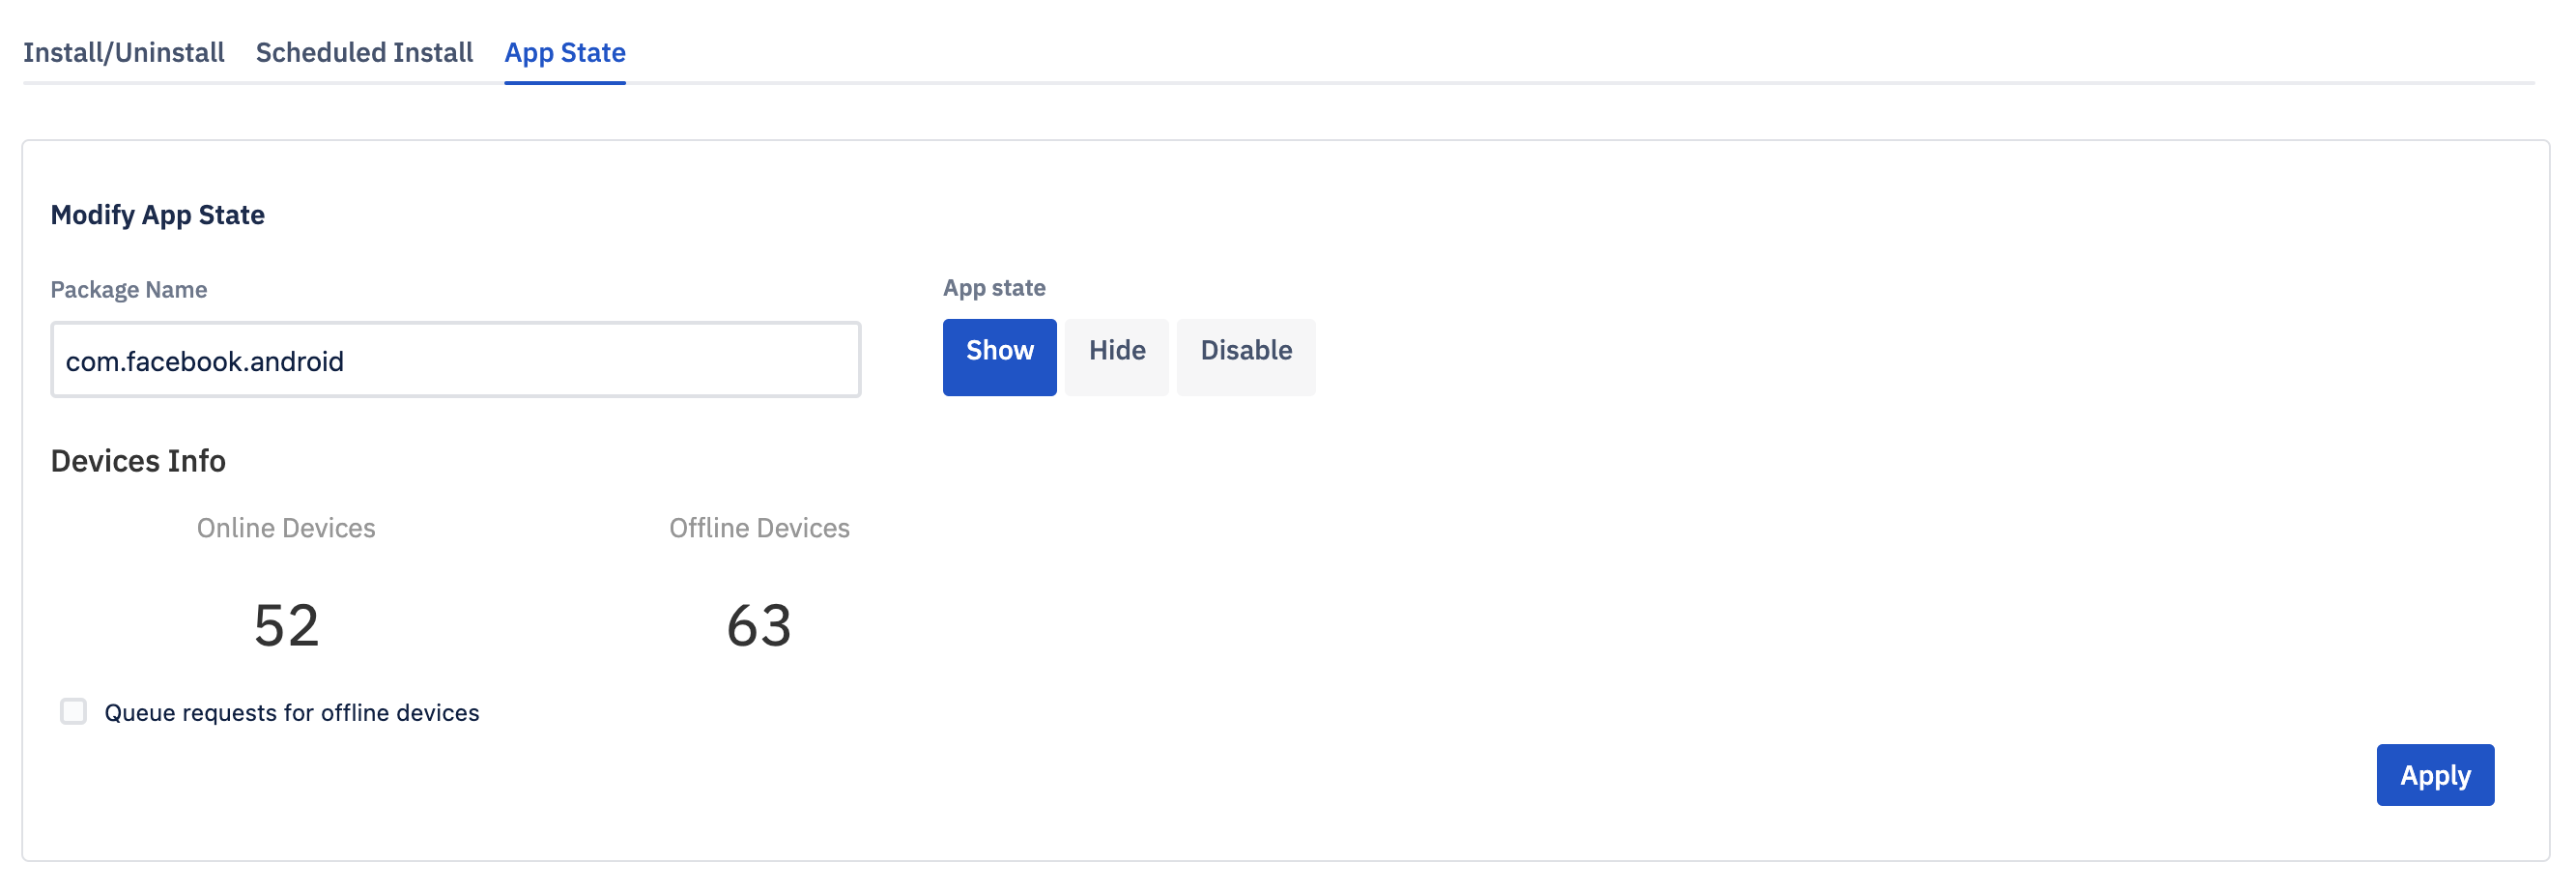 Install/Uninstall Scheduled Install App State
Modify App State
Package Name App state
com.facebook.android Show Hide Disable
Devices Info
Online Devices Offline Devices
52 63
Queue requests for offline devices
Apply